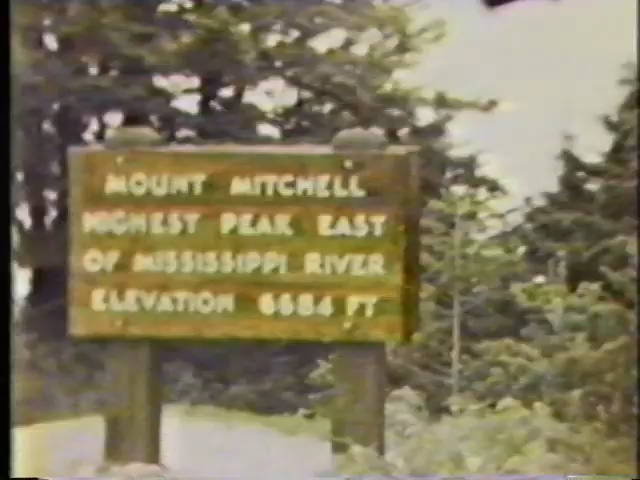 MOUNT MITCHELL
HIGHEST PEAK EAST
OF MISSISSIPPI RIVER
ELEVATION 6684 FT